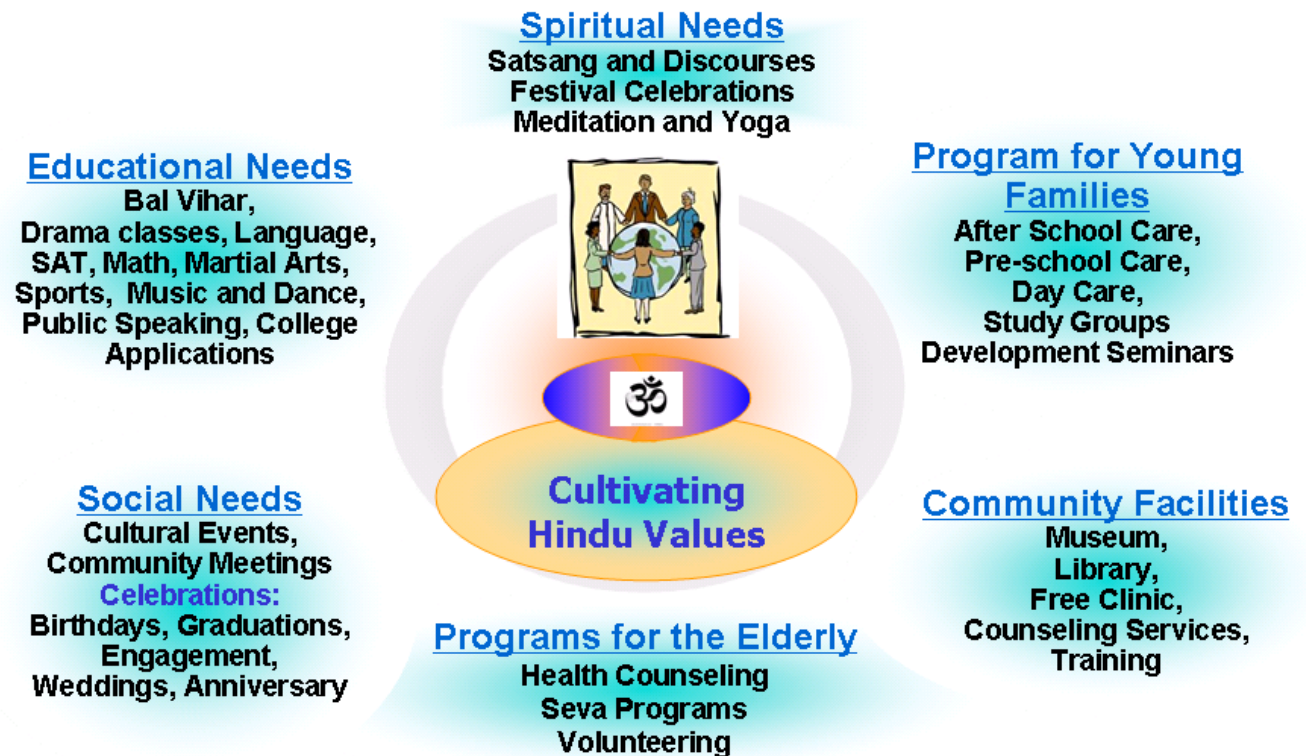 Spiritual Needs
Satsang and Discourses
Festival Celebrations
Meditation and Yoga
Educational Needs
Bal Vihar,
Drama classes, Language,
SAT, Math, Martial Arts,
Sports, Music and Dance,
Public Speaking, College
Applications
Program for Young
Families
After School Care,
Pre-school Care,
Day Care,
Study Groups
Development Seminars
ॐ
Cultivating
Hindu Values
Social Needs
Cultural Events,
Community Meetings
Celebrations:
Birthdays, Graduations,
Engagement,
Weddings, Anniversary
Programs for the Elderly
Health Counseling
Seva Programs
Volunteering
Community Facilities
Museum,
Library,
Free Clinic,
Counseling Services,
Training